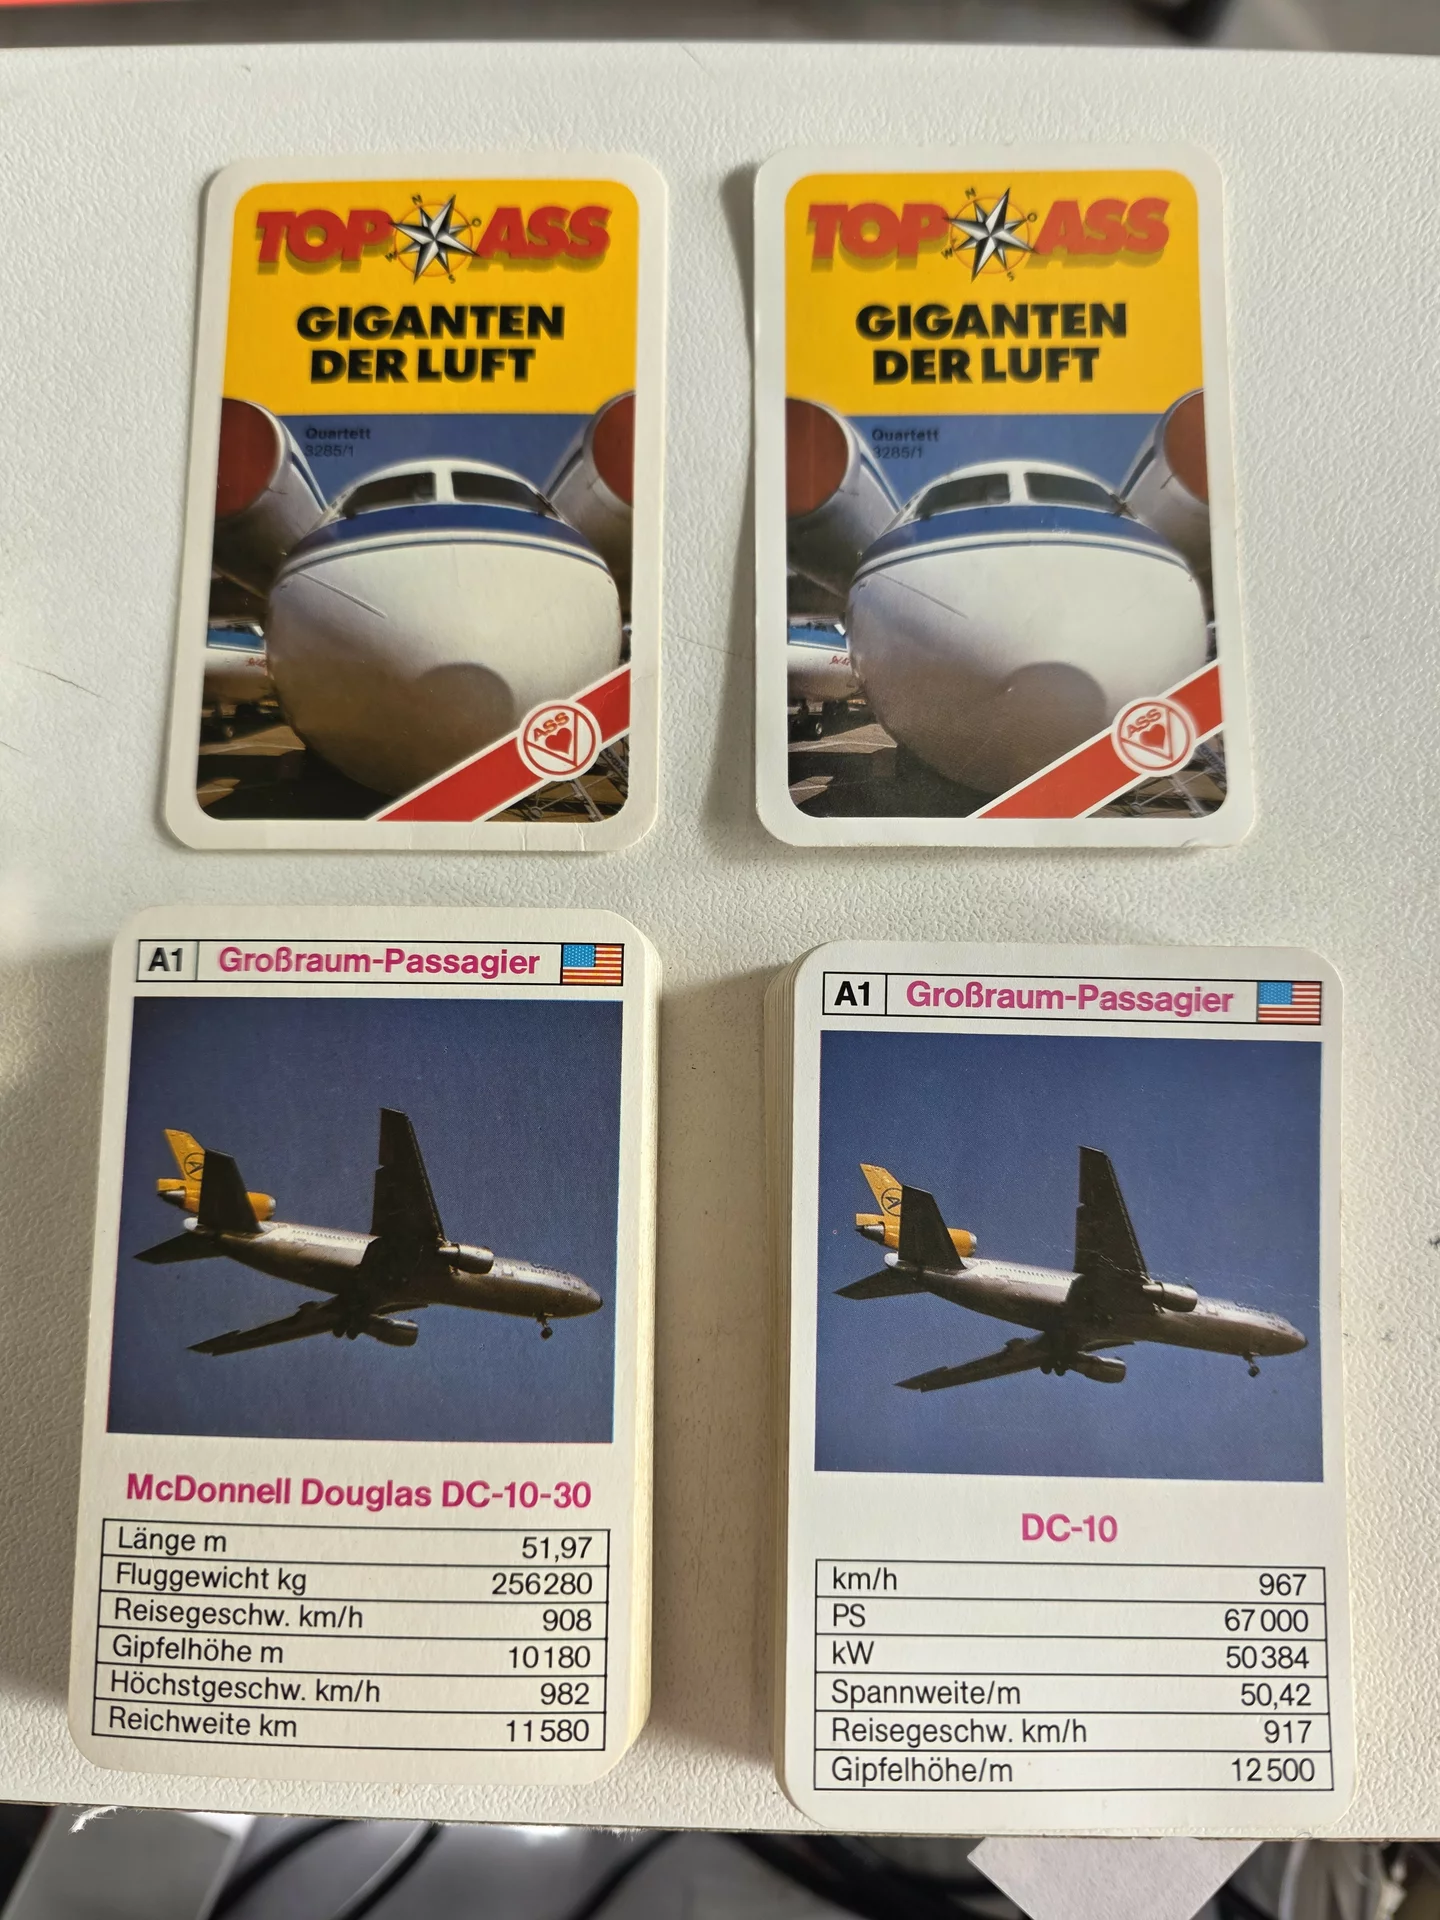 TOP ASS
GIGANTEN
DER LUFT
Quartett
3285/1
ASS
TOP ASS
GIGANTEN
DER LUFT
Quartett
3285/1
ASS
A1 Großraum-Passagier
McDonnell Douglas DC-10-30
Länge m 51,97
Fluggewicht kg 256280
Reisegeschw. km/h 908
Gipfelhöhe m 10180
Höchstgeschw. km/h 982
Reichweite km 11580
A1 Großraum-Passagier
DC-10
km/h 967
PS 67000
kW 50384
Spannweite/m 50,42
Reisegeschw. km/h 917
Gipfelhöhe/m 12500